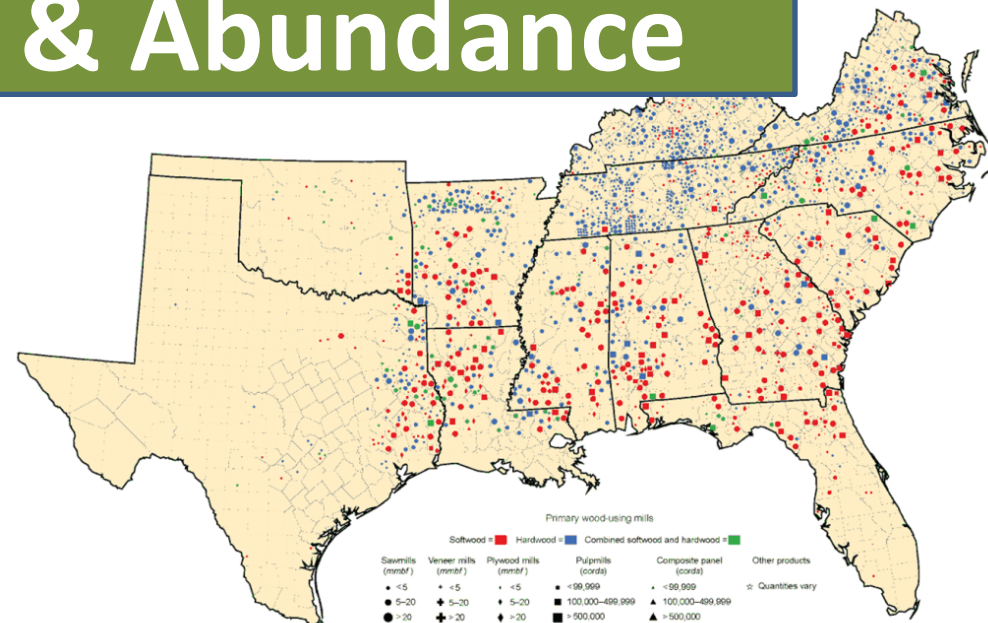 & Abundance
Primary wood-using mills
Softwood = Hardwood = Combined softwood and hardwood =
Sawmills Veneer mills Plywood mills Pulpmills Composite panel Other products
(mmbf) (mmbf) (mmbf) (cords) (cords)
<5 <5 <5 <99,999 <99,999 Quantities vary
5–20 5–20 5–20 100,000–499,999 100,000–499,999
>20 >20 >20 >500,000 >500,000